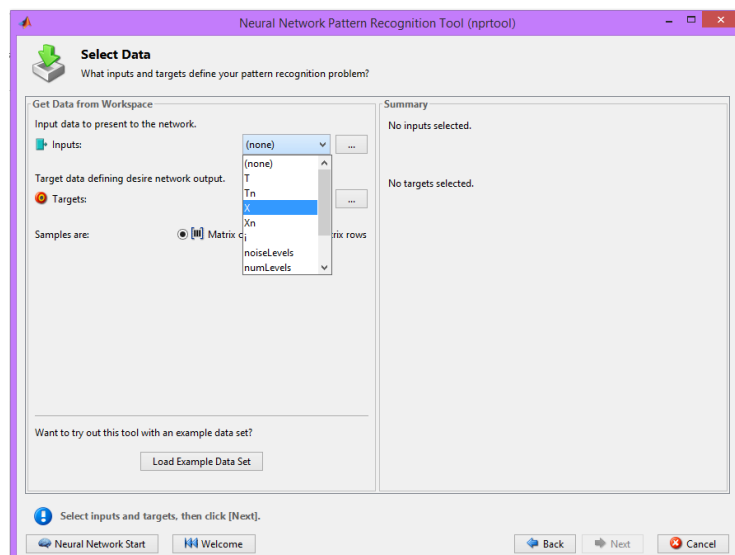 Neural Network Pattern Recognition Tool (nprtool)
Select Data
What inputs and targets define your pattern recognition problem?
Get Data from Workspace
Input data to present to the network.
Inputs:
(none)
...
(none)
T
Tn
X
Xn
i
noiseLevels
numLevels
Target data defining desire network output.
Targets:
...
Samples are:
Matrix rows
Want to try out this tool with an example data set?
Load Example Data Set
Summary
No inputs selected.
No targets selected.
Select inputs and targets, then click [Next].
Neural Network Start
Welcome
Back
Next
Cancel